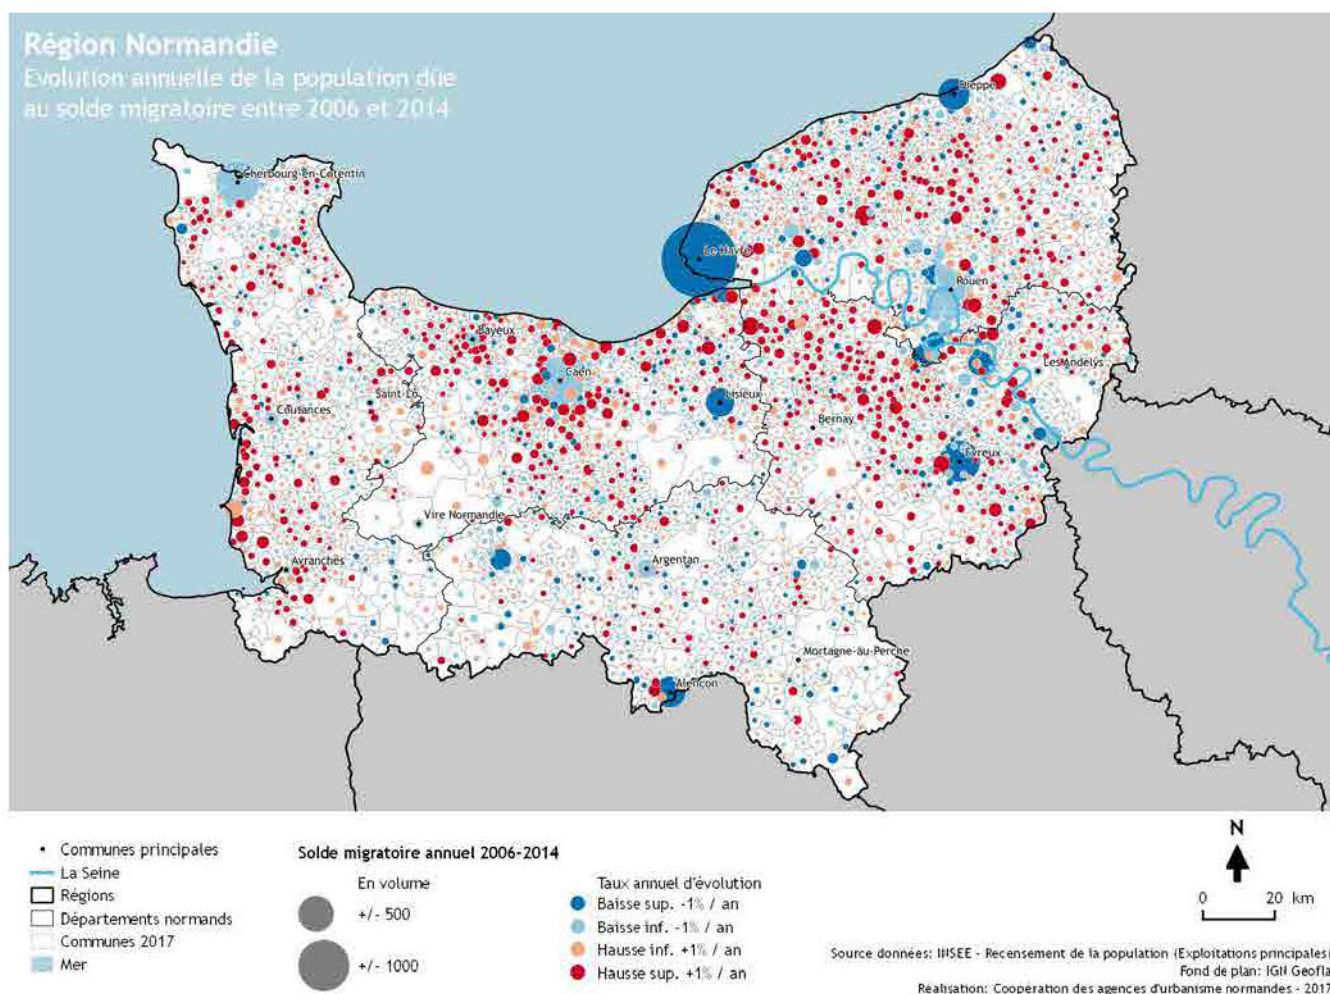 Région Normandie
Evolution annuelle de la population dûe
au solde migratoire entre 2006 et 2014
Dieppe
Cherbourg-en-Cotentin
Le Havre
Rouen
Bayeux
Caen
Les Andelys
Saint-Lô
Lisieux
Coutances
Bernay
Evreux
Vire Normandie
Avranches
Argentan
Mortagne-au-Perche
Alençon
Communes principales
La Seine
Régions
Départements normands
Communes 2017
Mer
Solde migratoire annuel 2006-2014
En volume
+/- 500
+/- 1000
Taux annuel d'évolution
Baisse sup. -1% / an
Baisse inf. -1% / an
Hausse inf. +1% / an
Hausse sup. +1% / an
N
0 20 km
Source données: INSEE - Recensement de la population (Exploitations principales)
Fond de plan: IGN Geofla
Réalisation: Coopération des agences d'urbanisme normandes - 2017